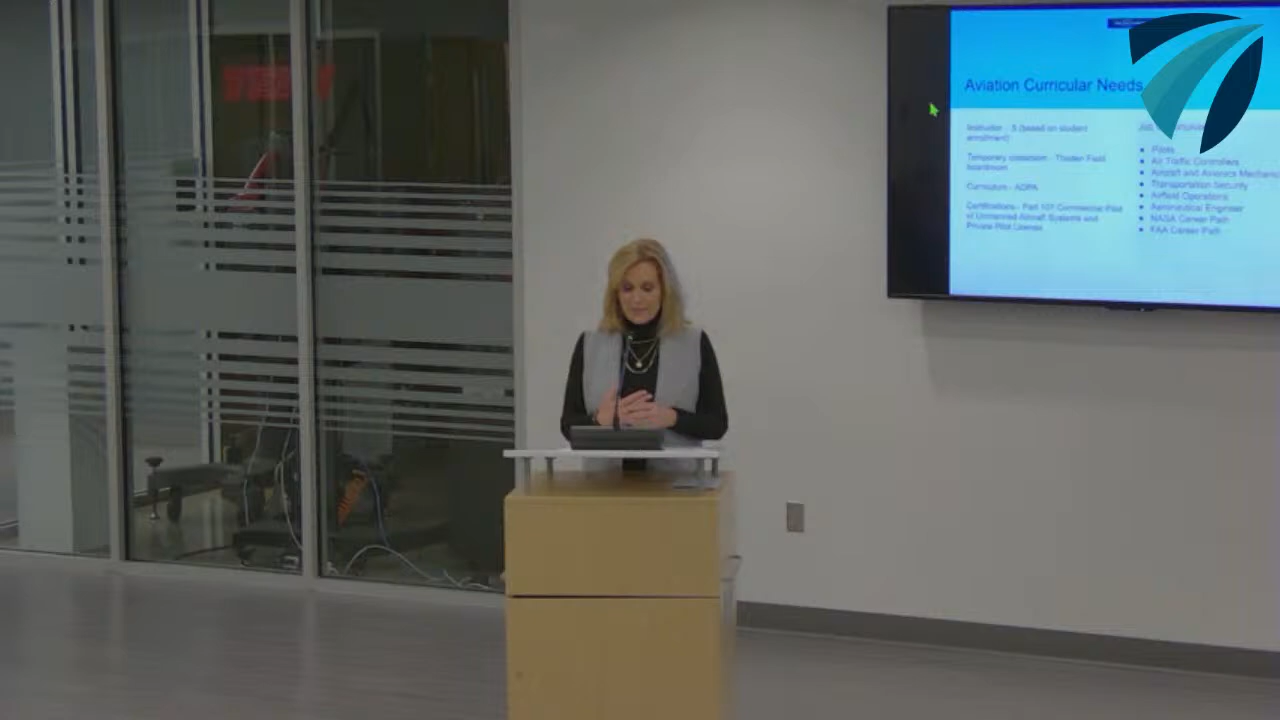 Aviation Curricular Needs
Instructor - .5 (based on student
enrollment)
Temporary classroom - Thaden Field
boardroom
Curriculum - AOPA
Certifications - Part 107 Commercial Pilot
of Unmanned Aircraft Systems and
Private Pilot License
Job
Pilots
Air Traffic Controllers
Aircraft and Avionics Mechanic
Transportation Security
Airfield Operations
Aeronautical Engineer
NASA Career Path
FAA Career Path